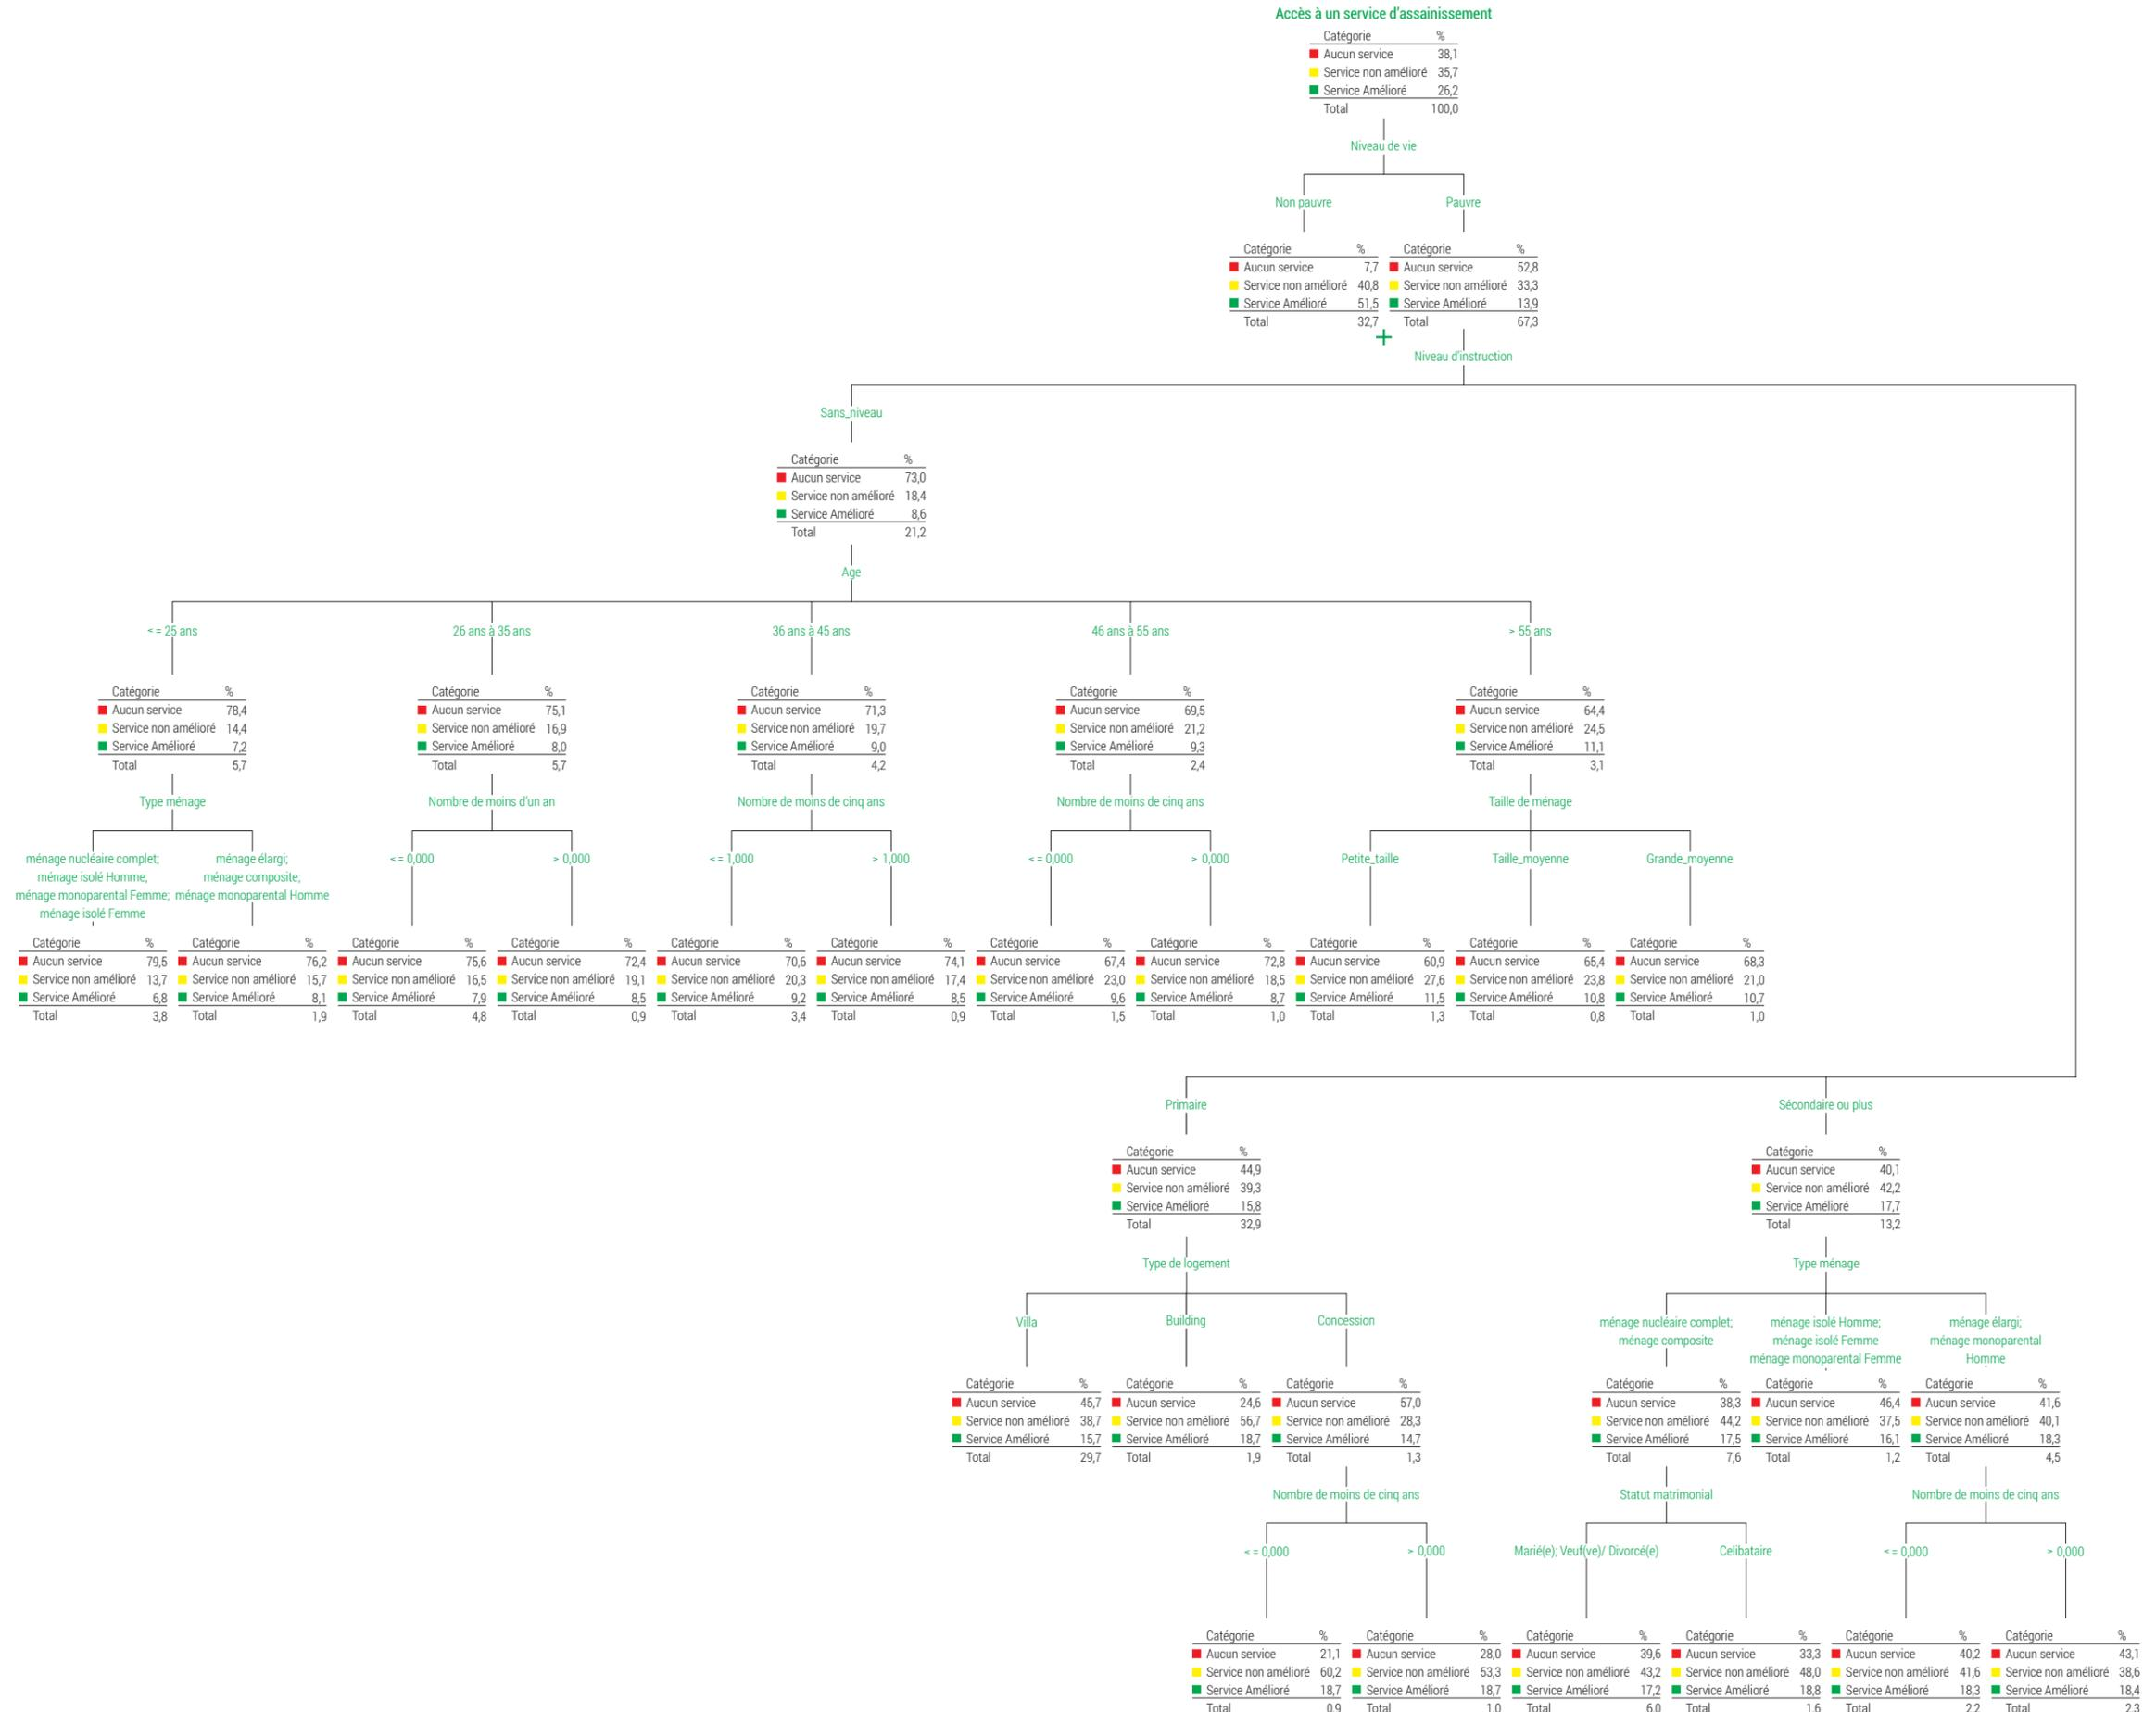 Accès à un service d'assainissement
Catégorie %
Aucun service 38,1
Service non amélioré 35,7
Service Amélioré 26,2
Total 100,0
Niveau de vie
Non pauvre
Pauvre
Catégorie % Catégorie %
Aucun service 7,7 Aucun service 52,8
Service non amélioré 40,8 Service non amélioré 33,3
Service Amélioré 51,5 Service Amélioré 13,9
Total 32,7 Total 67,3
+
Niveau d'instruction
Sans_niveau
Catégorie %
Aucun service 73,0
Service non amélioré 18,4
Service Amélioré 8,6
Total 21,2
Age
< = 25 ans 26 ans à 35 ans 36 ans à 45 ans 46 ans à 55 ans > 55 ans
Catégorie % Catégorie % Catégorie % Catégorie % Catégorie %
Aucun service 78,4 Aucun service 75,1 Aucun service 71,3 Aucun service 69,5 Aucun service 64,4
Service non amélioré 14,4 Service non amélioré 16,9 Service non amélioré 19,7 Service non amélioré 21,2 Service non amélioré 24,5
Service Amélioré 7,2 Service Amélioré 8,0 Service Amélioré 9,0 Service Amélioré 9,3 Service Amélioré 11,1
Total 5,7 Total 5,7 Total 4,2 Total 2,4 Total 3,1
Type ménage Nombre de moins d'un an Nombre de moins de cinq ans Nombre de moins de cinq ans Taille de ménage
ménage nucléaire complet; ménage élargi; < = 0,000 > 0,000 < = 1,000 > 1,000 < = 0,000 > 0,000 Petite_taille Taille_moyenne Grande_moyenne
ménage isolé Homme; ménage composite;
ménage monoparental Femme; ménage monoparental Homme
ménage isolé Femme
Catégorie % Catégorie % Catégorie % Catégorie % Catégorie % Catégorie % Catégorie % Catégorie % Catégorie % Catégorie % Catégorie %
Aucun service 79,5 Aucun service 76,2 Aucun service 75,6 Aucun service 72,4 Aucun service 70,6 Aucun service 74,1 Aucun service 67,4 Aucun service 72,8 Aucun service 60,9 Aucun service 65,4 Aucun service 68,3
Service non amélioré 13,7 Service non amélioré 15,7 Service non amélioré 16,5 Service non amélioré 19,1 Service non amélioré 20,3 Service non amélioré 17,4 Service non amélioré 23,0 Service non amélioré 18,5 Service non amélioré 27,6 Service non amélioré 23,8 Service non amélioré 21,0
Service Amélioré 6,8 Service Amélioré 8,1 Service Amélioré 7,9 Service Amélioré 8,5 Service Amélioré 9,2 Service Amélioré 8,5 Service Amélioré 9,6 Service Amélioré 8,7 Service Amélioré 11,5 Service Amélioré 10,8 Service Amélioré 10,7
Total 3,8 Total 1,9 Total 4,8 Total 0,9 Total 3,4 Total 0,9 Total 1,5 Total 1,0 Total 1,3 Total 0,8 Total 1,0
Primaire Sécondaire ou plus
Catégorie % Catégorie %
Aucun service 44,9 Aucun service 40,1
Service non amélioré 39,3 Service non amélioré 42,2
Service Amélioré 15,8 Service Amélioré 17,7
Total 32,9 Total 13,2
Type de logement Type ménage
Villa Building Concession ménage nucléaire complet; ménage isolé Homme; ménage élargi;
ménage composite ménage isolé Femme ménage monoparental
ménage monoparental Femme Homme
Catégorie % Catégorie % Catégorie % Catégorie % Catégorie % Catégorie %
Aucun service 45,7 Aucun service 24,6 Aucun service 57,0 Aucun service 38,3 Aucun service 46,4 Aucun service 41,6
Service non amélioré 38,7 Service non amélioré 56,7 Service non amélioré 28,3 Service non amélioré 44,2 Service non amélioré 37,5 Service non amélioré 40,1
Service Amélioré 15,7 Service Amélioré 18,7 Service Amélioré 14,7 Service Amélioré 17,5 Service Amélioré 16,1 Service Amélioré 18,3
Total 29,7 Total 1,9 Total 1,3 Total 7,6 Total 1,2 Total 4,5
Nombre de moins de cinq ans Statut matrimonial Nombre de moins de cinq ans
< = 0,000 > 0,000 Marié(e); Veuf(ve)/ Divorcé(e) Celibataire < = 0,000 > 0,000
Catégorie % Catégorie % Catégorie % Catégorie % Catégorie % Catégorie %
Aucun service 21,1 Aucun service 28,0 Aucun service 39,6 Aucun service 33,3 Aucun service 40,2 Aucun service 43,1
Service non amélioré 60,2 Service non amélioré 53,3 Service non amélioré 43,2 Service non amélioré 48,0 Service non amélioré 41,6 Service non amélioré 38,6
Service Amélioré 18,7 Service Amélioré 18,7 Service Amélioré 17,2 Service Amélioré 18,8 Service Amélioré 18,3 Service Amélioré 18,4
Total 0,9 Total 1,0 Total 6,0 Total 1,6 Total 2,2 Total 2,3